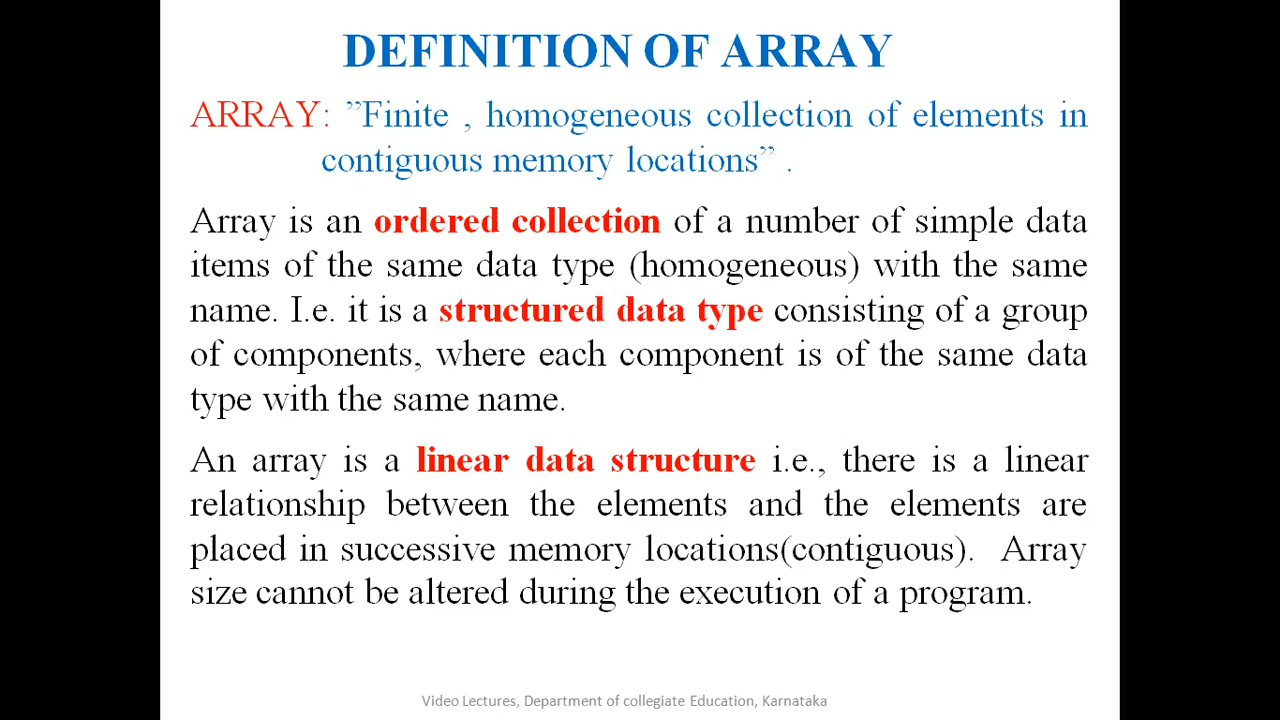 DEFINITION OF ARRAY
ARRAY: ”Finite , homogeneous collection of elements in
contiguous memory locations” .
Array is an ordered collection of a number of simple data
items of the same data type (homogeneous) with the same
name. I.e. it is a structured data type consisting of a group
of components, where each component is of the same data
type with the same name.
An array is a linear data structure i.e., there is a linear
relationship between the elements and the elements are
placed in successive memory locations(contiguous). Array
size cannot be altered during the execution of a program.
Video Lectures, Department of collegiate Education, Karnataka